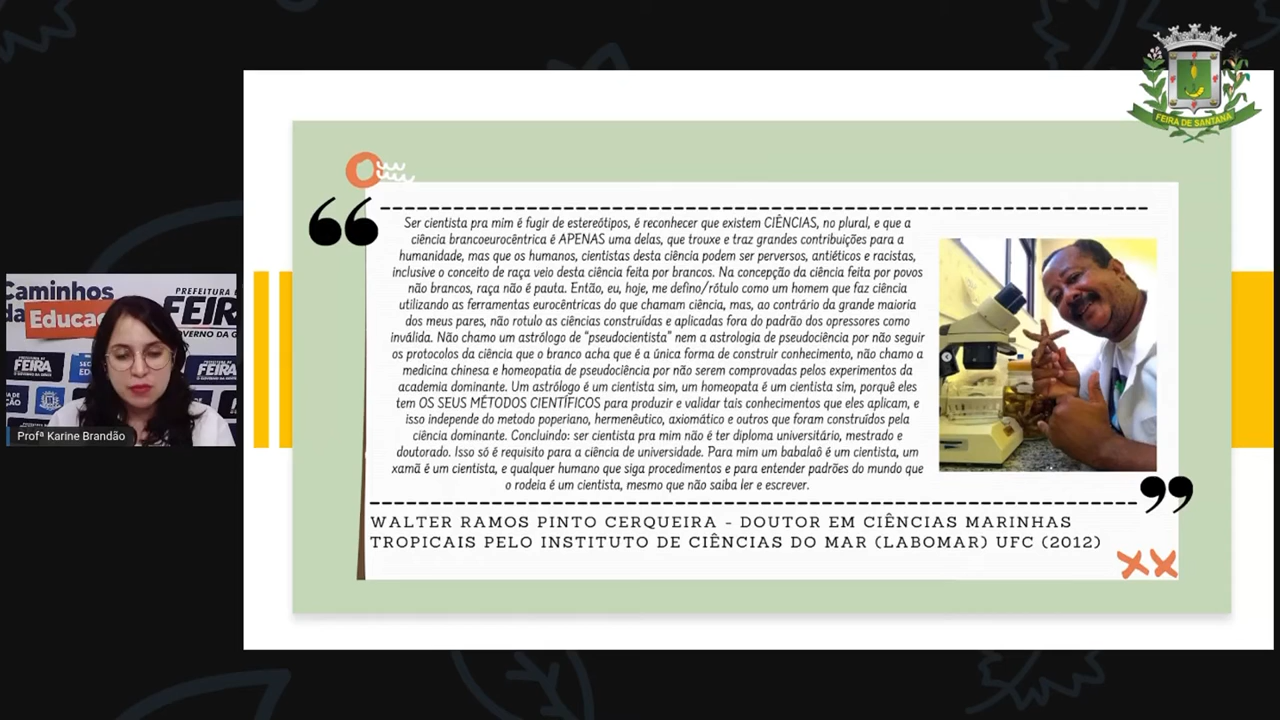 FEIRA DE SANTANA
Ser cientista pra mim é fugir de estereótipos, é reconhecer que existem CIÊNCIAS, no plural, e que a
ciência brancoeurocêntrica é APENAS uma delas, que trouxe e traz grandes contribuições para a
humanidade, mas que os humanos, cientistas desta ciência podem ser perversos, antiéticos e racistas,
inclusive o conceito de raça veio desta ciência feita por brancos. Na concepção da ciência feita por povos
não brancos, raça não é pauta. Então, eu, hoje, me defino/rótulo como um homem que faz ciência
utilizando as ferramentas eurocêntricas do que chamam ciência, mas, ao contrário da grande maioria
dos meus pares, não rotulo as ciências construídas e aplicadas fora do padrão dos opressores como
inválida. Não chamo um astrólogo de "pseudocientista" nem a astrologia de pseudociência por não seguir
os protocolos da ciência que o branco acha que é a única forma de construir conhecimento, não chamo a
medicina chinesa e homeopatia de pseudociência por não serem comprovadas pelos experimentos da
academia dominante. Um astrólogo é um cientista sim, um homeopata é um cientista sim, porquê eles
tem OS SEUS MÉTODOS CIENTÍFICOS para produzir e validar tais conhecimentos que eles aplicam, e
isso independe do metodo poperiano, hermenêutico, axiomático e outros que foram construídos pela
ciência dominante. Concluindo: ser cientista pra mim não é ter diploma universitário, mestrado e
doutorado. Isso só é requisito para a ciência de universidade. Para mim um babalaô é um cientista, um
xamã é um cientista, e qualquer humano que siga procedimentos e para entender padrões do mundo que
o rodeia é um cientista, mesmo que não saiba ler e escrever.
WALTER RAMOS PINTO CERQUEIRA - DOUTOR EM CIÊNCIAS MARINHAS
TROPICAIS PELO INSTITUTO DE CIÊNCIAS DO MAR (LABOMAR) UFC (2012)
Caminhos
da Educac
PREFEITURA
FEIR
GOVERNO DA
FEIRA
FEIRA
Profª Karine Brandão